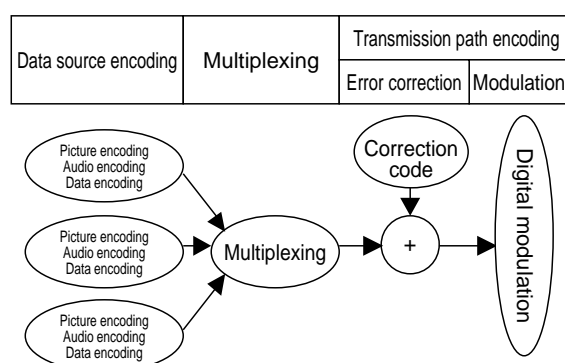 Data source encoding
Multiplexing
Transmission path encoding
Error correction
Modulation
Picture encoding
Audio encoding
Data encoding
Picture encoding
Audio encoding
Data encoding
Picture encoding
Audio encoding
Data encoding
Multiplexing
Correction
code
+
Digital modulation